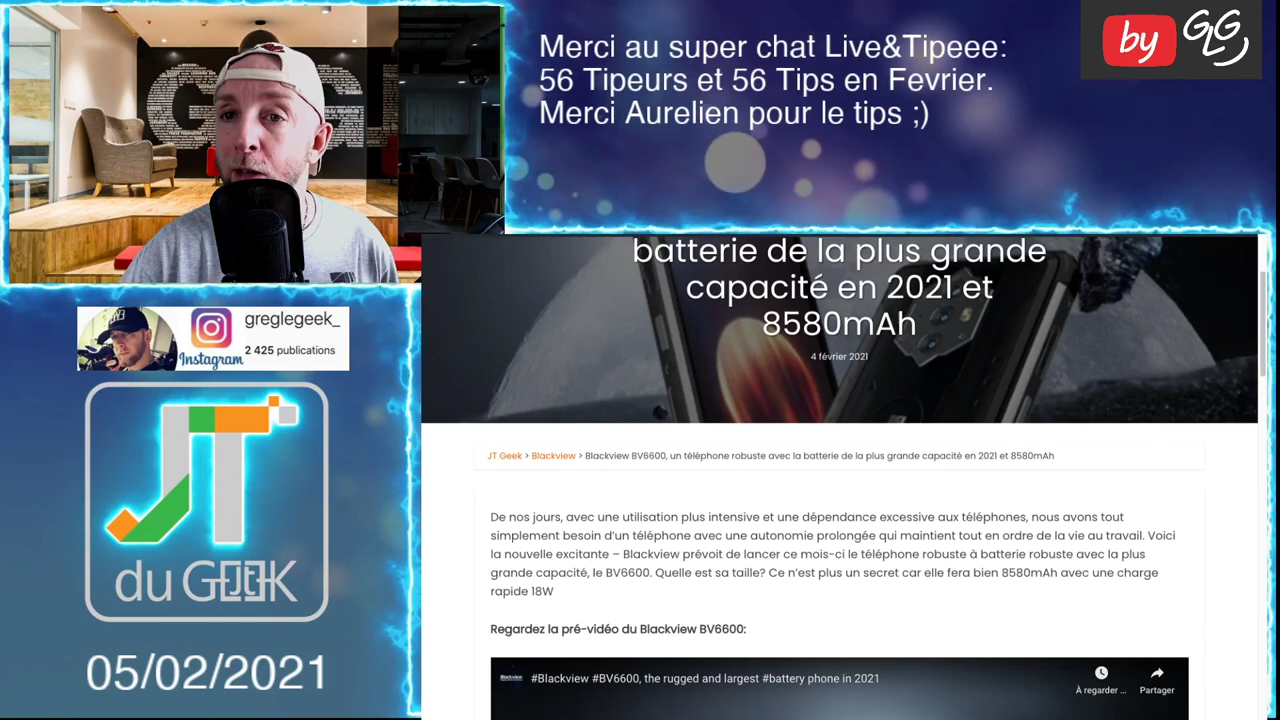 Merci au super chat Live&Tipeee:
56 Tipeurs et 56 Tips en Fevrier.
Merci Aurelien pour le tips ;)
by GLG
greglegeek_
Instagram
2 425 publications
JT
du GEEK
05/02/2021
batterie de la plus grande
capacité en 2021 et
8580mAh
4 février 2021
JT Geek > Blackview > Blackview BV6600, un téléphone robuste avec la batterie de la plus grande capacité en 2021 et 8580mAh
De nos jours, avec une utilisation plus intensive et une dépendance excessive aux téléphones, nous avons tout
simplement besoin d'un téléphone avec une autonomie prolongée qui maintient tout en ordre de la vie au travail. Voici
la nouvelle excitante – Blackview prévoit de lancer ce mois-ci le téléphone robuste à batterie robuste avec la plus
grande capacité, le BV6600. Quelle est sa taille? Ce n'est plus un secret car elle fera bien 8580mAh avec une charge
rapide 18W
Regardez la pré-vidéo du Blackview BV6600:
Blackview
#Blackview #BV6600, the rugged and largest #battery phone in 2021
À regarder ...
Partager